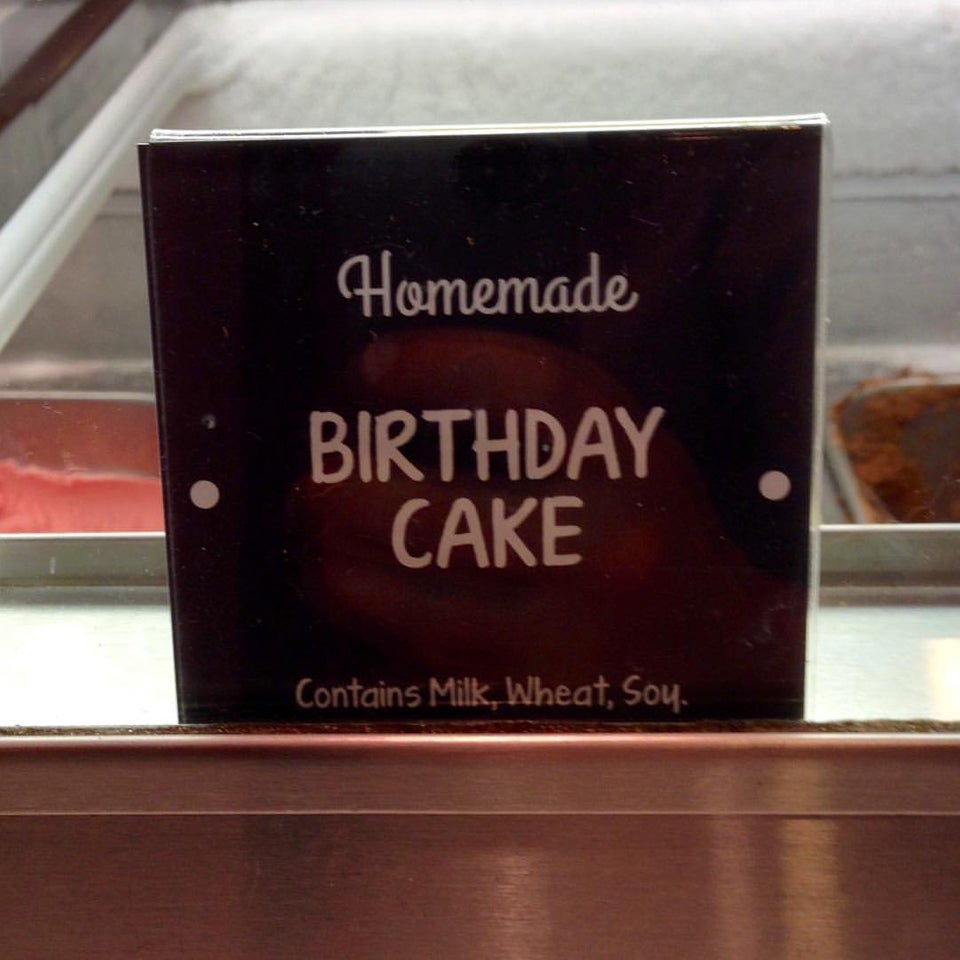 Homemade
BIRTHDAY
CAKE
Contains Milk, Wheat, Soy.